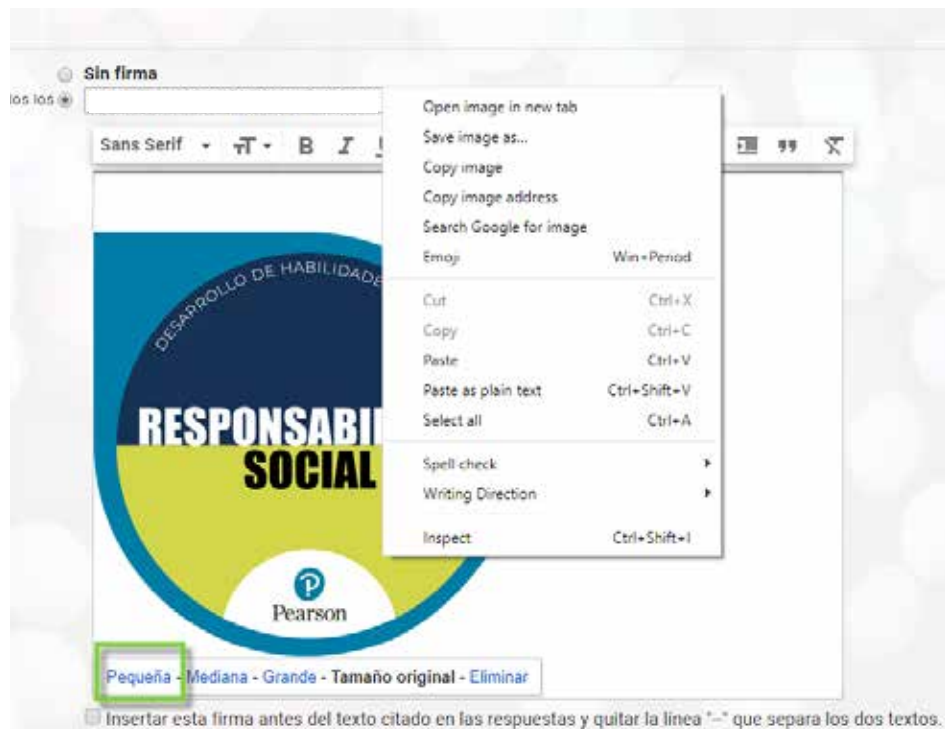 Sin firma
os los
Sans Serif B I
Open image in new tab
Save image as...
Copy image
Copy image address
Search Google for image
Emoji Win+Period
Cut Ctrl+X
Copy Ctrl+C
Paste Ctrl+V
Paste as plain text Ctrl+Shift+V
Select all Ctrl+A
Spell-check
Writing Direction
Inspect Ctrl+Shift+I
DESARROLLO DE HABILIDADE
RESPONSABI
SOCIAL
Pearson
Pequeña - Mediana - Grande - Tamaño original - Eliminar
Insertar esta firma antes del texto citado en las respuestas y quitar la línea "--" que separa los dos textos.